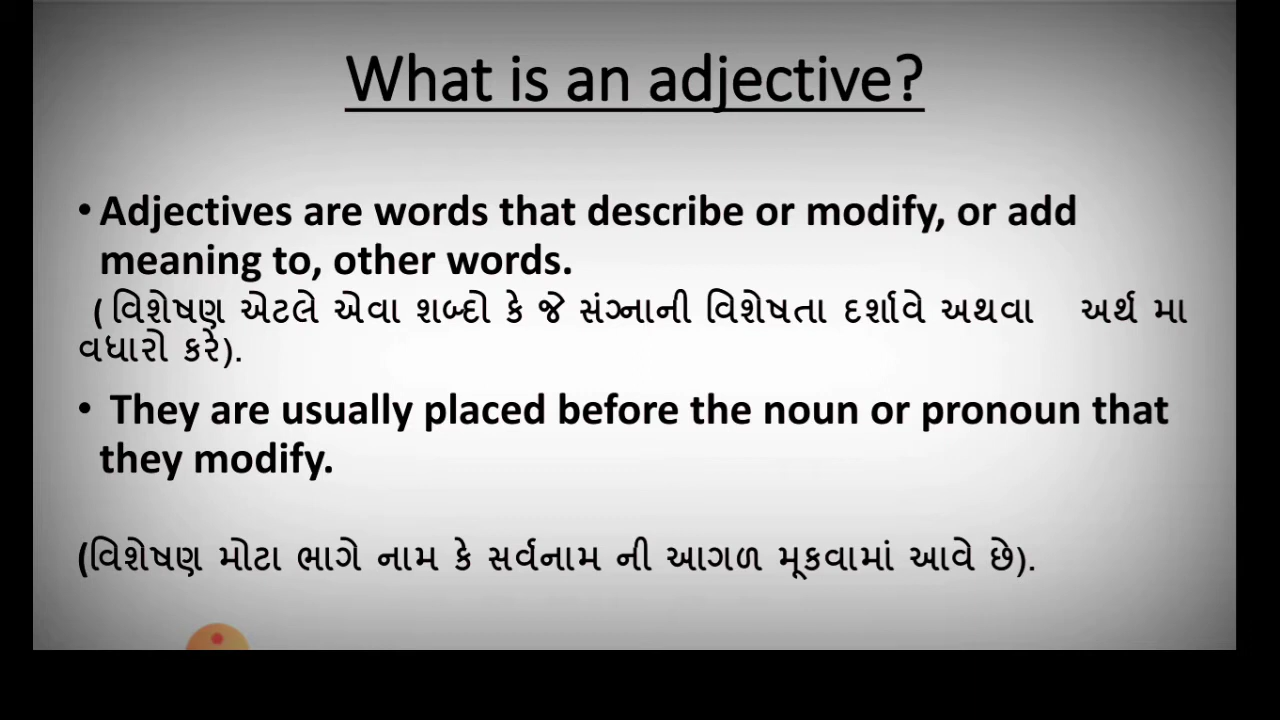 What is an adjective?
• Adjectives are words that describe or modify, or add
meaning to, other words.
( વિશેષણ એટલે એવા શબ્દો કે જે સંગ્નાની વિશેષતા દર્શાવે અથવા અર્થ મા
વધારો કરે).
• They are usually placed before the noun or pronoun that
they modify.
(વિશેષણ મોટા ભાગે નામ કે સર્વનામ ની આગળ મૂકવામાં આવે છે).